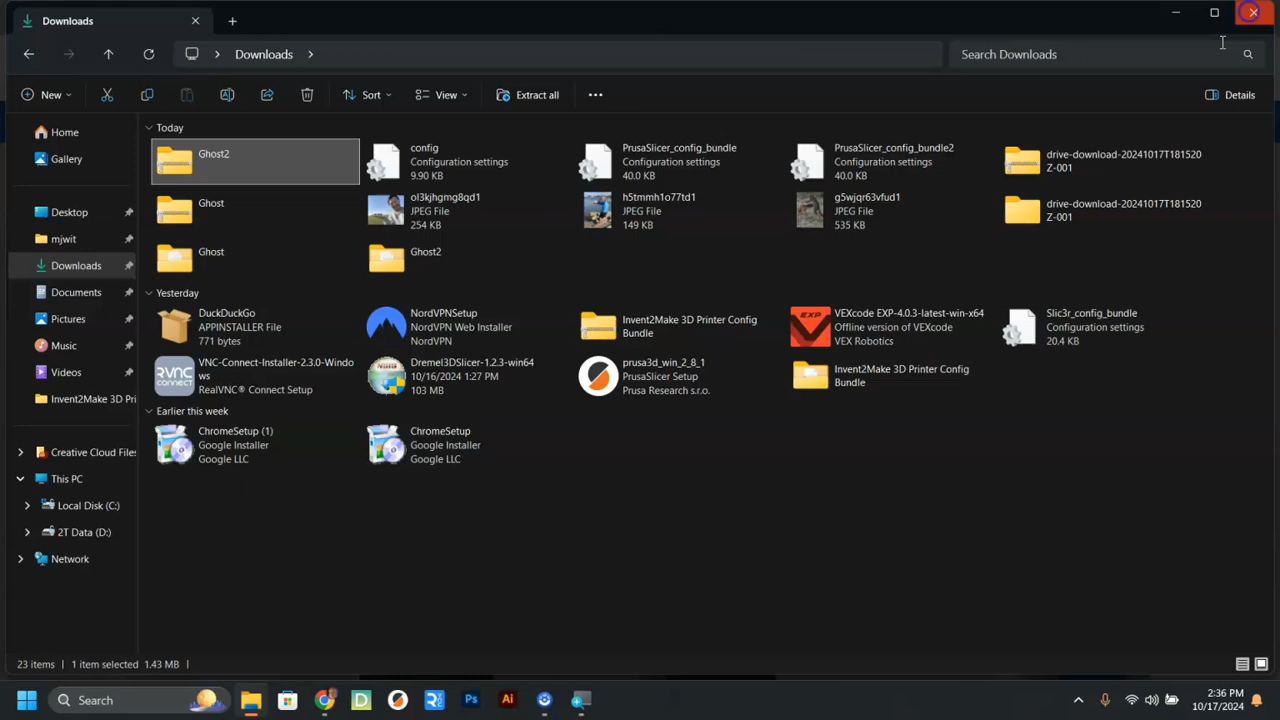 Downloads
Downloads
Search Downloads
New
Sort
View
Extract all
Details
Home
Gallery
Desktop
mjwit
Downloads
Documents
Pictures
Music
Videos
Invent2Make 3D Pri
Creative Cloud Files
This PC
Local Disk (C:)
2T Data (D:)
Network
Today
Ghost2
config
Configuration settings
9.90 KB
PrusaSlicer_config_bundle
Configuration settings
40.0 KB
PrusaSlicer_config_bundle2
Configuration settings
40.0 KB
drive-download-20241017T181520
Z-001
Ghost
ol3kjhgmg8qd1
JPEG File
254 KB
h5tmmh1o77td1
JPEG File
149 KB
g5wjqr63vfud1
JPEG File
535 KB
drive-download-20241017T181520
Z-001
Ghost
Ghost2
Yesterday
DuckDuckGo
APPINSTALLER File
771 bytes
NordVPNSetup
NordVPN Web Installer
NordVPN
Invent2Make 3D Printer Config
Bundle
VEXcode EXP-4.0.3-latest-win-x64
Offline version of VEXcode
VEX Robotics
Slic3r_config_bundle
Configuration settings
20.4 KB
VNC-Connect-Installer-2.3.0-Windo
ws
RealVNC® Connect Setup
Dremel3DSlicer-1.2.3-win64
10/16/2024 1:27 PM
103 MB
prusa3d_win_2_8_1
PrusaSlicer Setup
Prusa Research s.r.o.
Invent2Make 3D Printer Config
Bundle
Earlier this week
ChromeSetup (1)
Google Installer
Google LLC
ChromeSetup
Google Installer
Google LLC
23 items
1 item selected 1.43 MB
Search
2:36 PM
10/17/2024